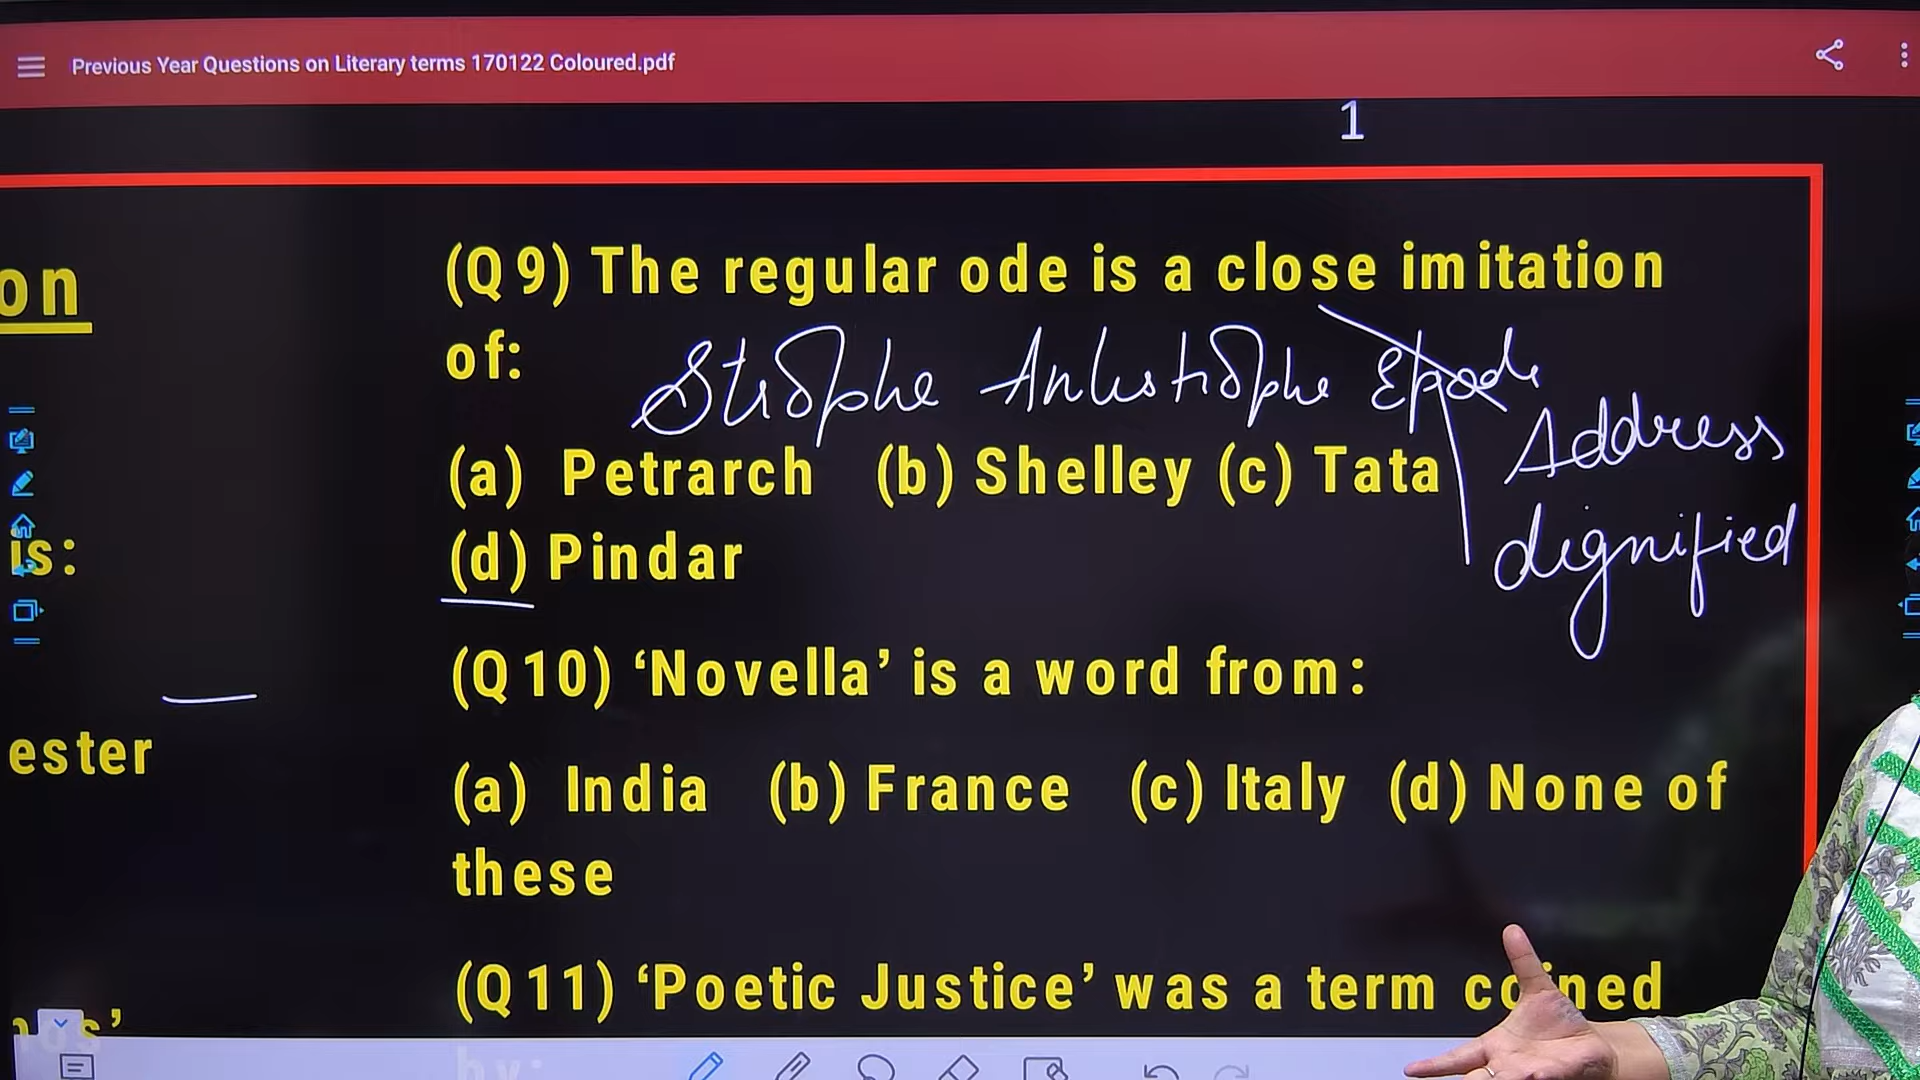 Previous Year Questions on Literary terms 170122 Coloured.pdf
1
on
is:
ester
(Q9) The regular ode is a close imitation
of:
Strophe Antistrophe Epode
Address
dignified
(a) Petrarch (b) Shelley (c) Tata
(d) Pindar
(Q10) ‘Novella’ is a word from:
(a) India (b) France (c) Italy (d) None of
these
(Q11) ‘Poetic Justice’ was a term coined
by: